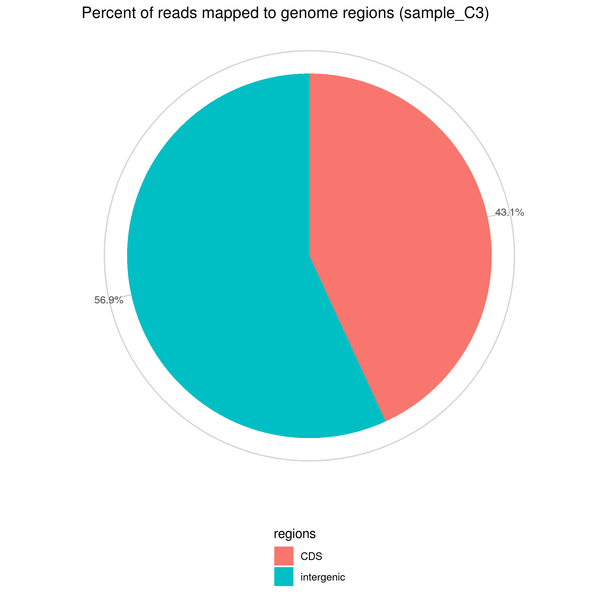 Percent of reads mapped to genome regions (sample_C3)
43.1%
56.9%
regions
CDS
intergenic